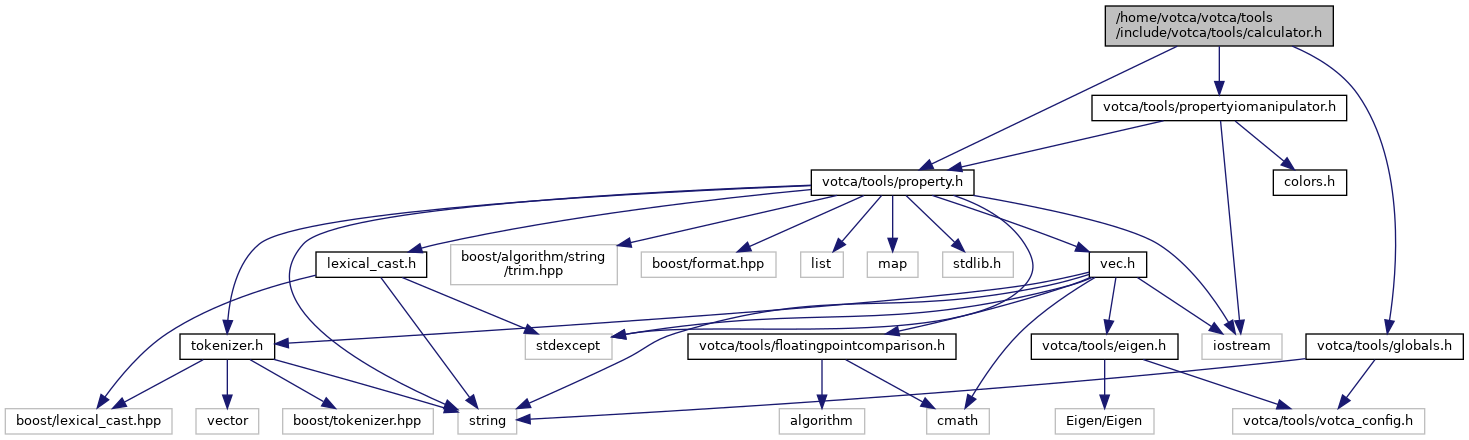 /home/votca/votca/tools
/include/votca/tools/calculator.h
votca/tools/propertyiomanipulator.h
votca/tools/property.h
colors.h
lexical_cast.h
boost/algorithm/string
/trim.hpp
boost/format.hpp
list
map
stdlib.h
vec.h
tokenizer.h
stdexcept
votca/tools/floatingpointcomparison.h
votca/tools/eigen.h
iostream
votca/tools/globals.h
boost/lexical_cast.hpp
vector
boost/tokenizer.hpp
string
algorithm
cmath
Eigen/Eigen
votca/tools/votca_config.h